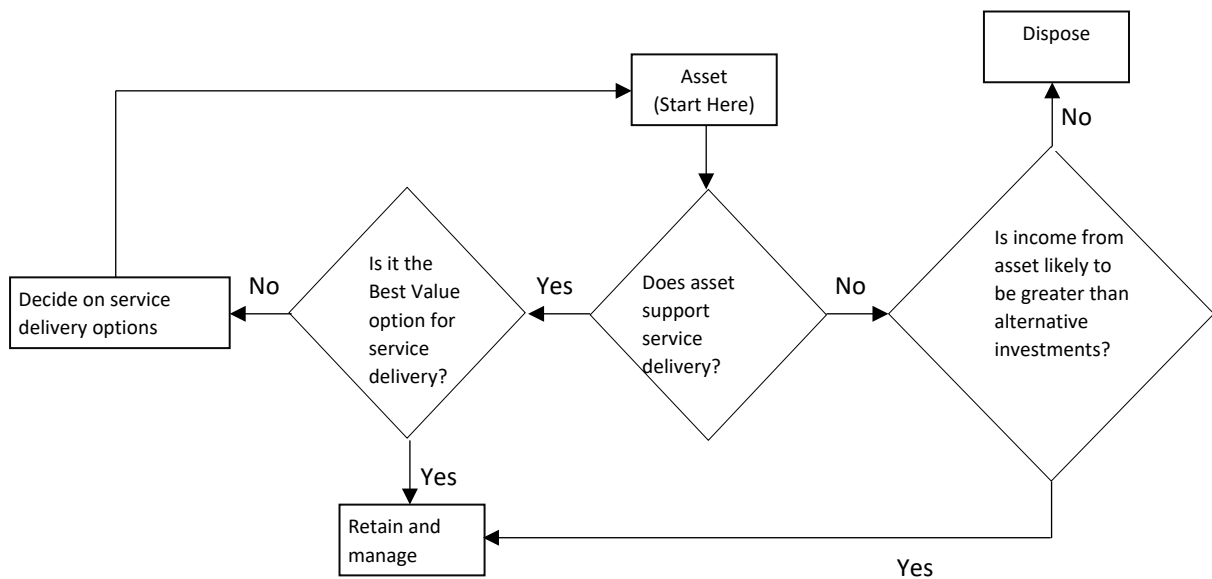 Dispose
Asset
(Start Here)
No
Is it the
Best Value
option for
service
delivery?
Does asset
support
service
delivery?
Is income from
asset likely to
be greater than
alternative
investments?
No
Yes
No
Decide on service
delivery options
Yes
Retain and
manage
Yes